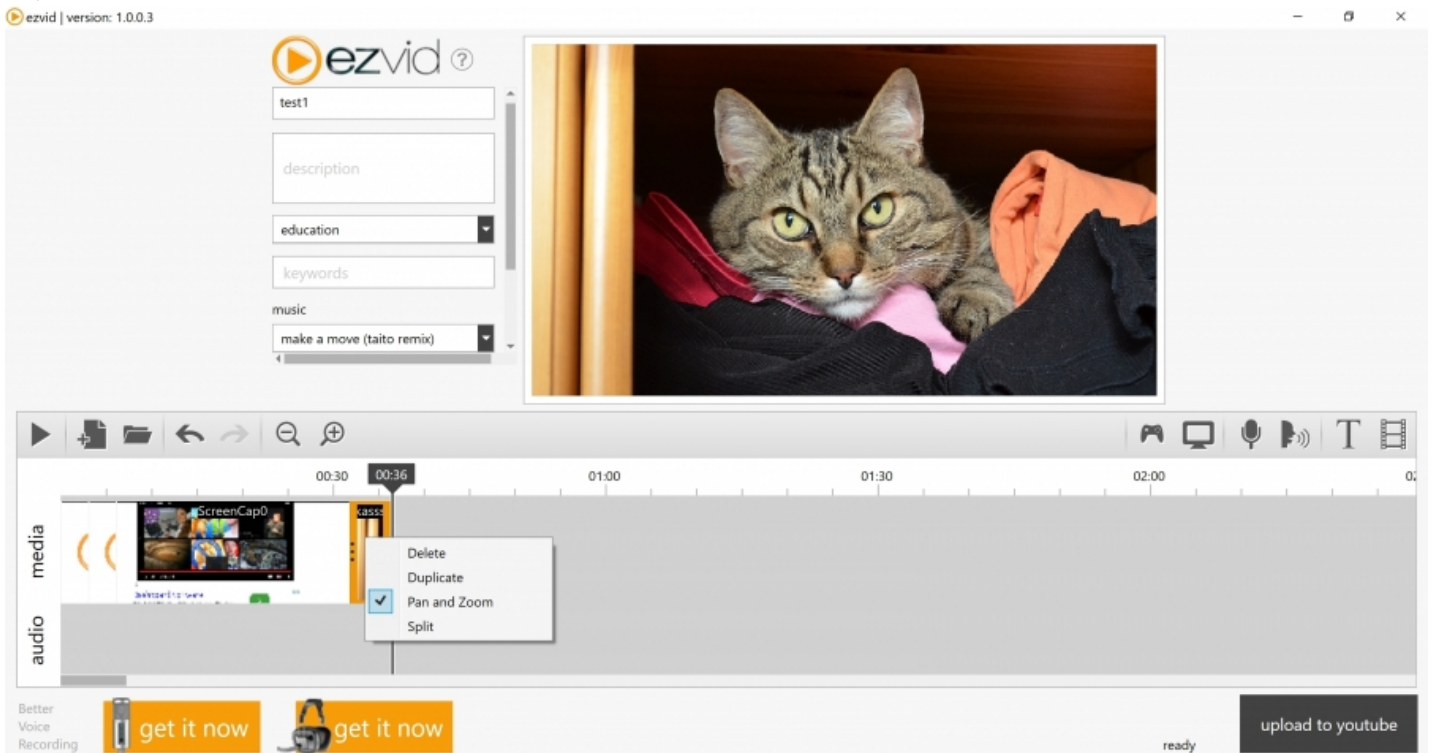 ezvid | version: 1.0.0.3
ezvid ?
test1
description
education
keywords
music
make a move (taito remix)
T
00:30 00:36 01:00 01:30 02:00
media
ScreenCap0
kasss
Delete
Duplicate
Pan and Zoom
Split
audio
Better
Voice
Recording
get it now
get it now
ready
upload to youtube